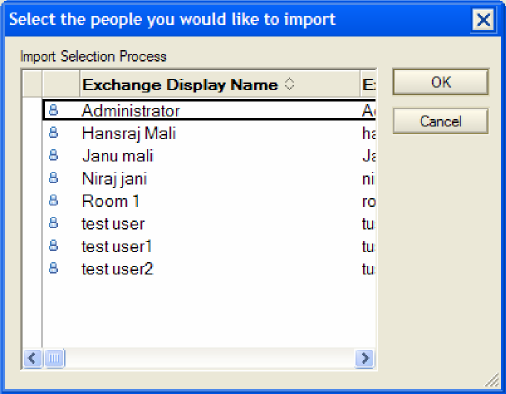 Select the people you would like to import
Import Selection Process
Exchange Display Name E
Administrator A
Hansraj Mali ha
Janu mali Ja
Niraj jani ni
Room 1 ro
test user tu
test user1 tu
test user2 tu
OK
Cancel